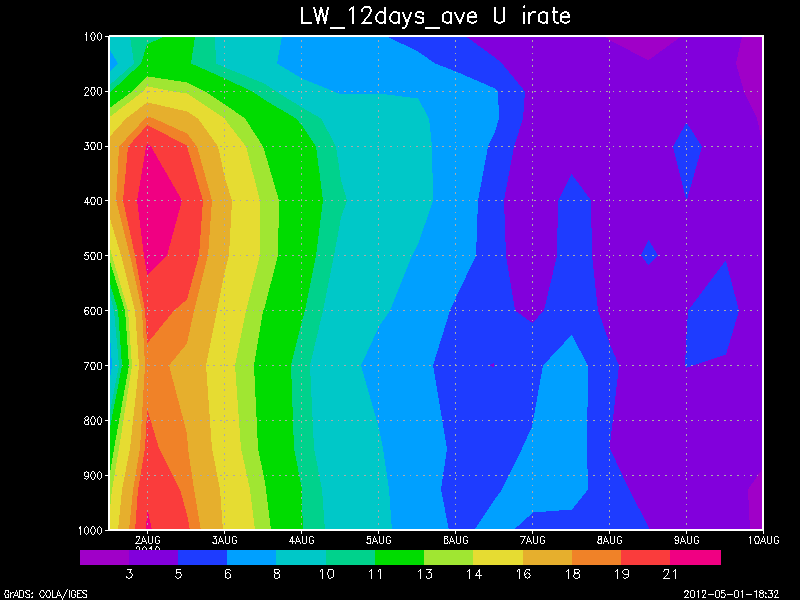 LW_12days_ave U irate
100
200
300
400
500
600
700
800
900
1000
2AUG 3AUG 4AUG 5AUG 6AUG 7AUG 8AUG 9AUG 10AUG
3 5 6 8 10 11 13 14 16 18 19 21
GrADS: COLA/IGES 2012-05-01-18:32